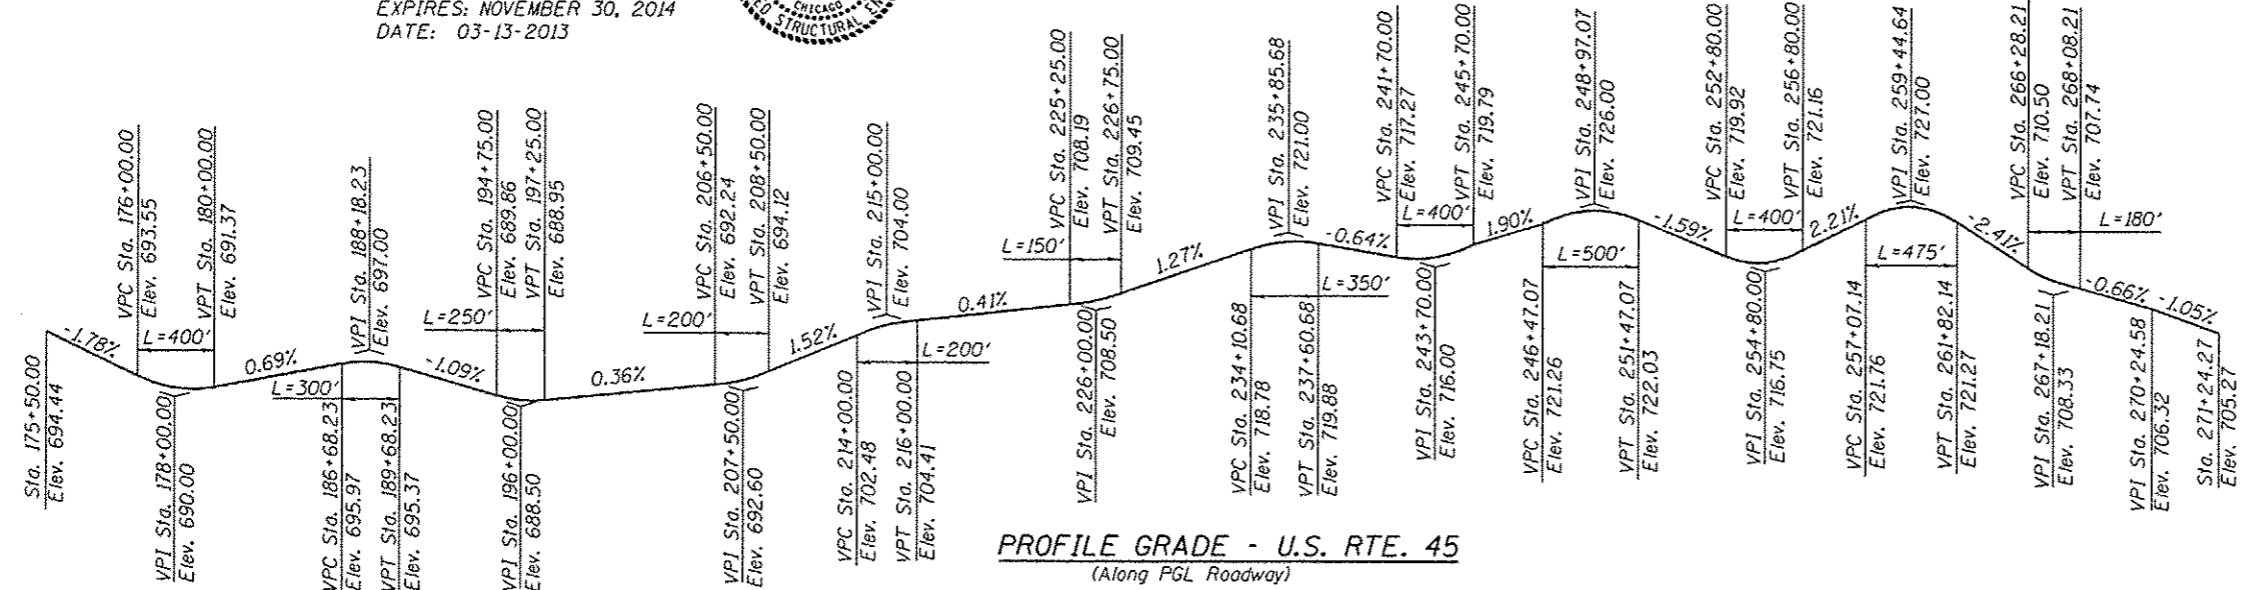 EXPIRES: NOVEMBER 30, 2014
DATE: 03-13-2013
CHICAGO
STRUCTURAL
Sta. 175+50.00
Elev. 694.44
-1.78%
VPC Sta. 176+00.00
Elev. 693.55
L=400'
VPI Sta. 178+00.00
Elev. 690.00
VPT Sta. 180+00.00
Elev. 691.37
0.69%
L=300'
VPC Sta. 186+68.23
Elev. 695.97
VPI Sta. 188+18.23
Elev. 697.00
VPT Sta. 189+68.23
Elev. 695.37
-1.09%
L=250'
VPC Sta. 194+75.00
Elev. 689.86
VPI Sta. 196+00.00
Elev. 688.50
VPT Sta. 197+25.00
Elev. 688.95
0.36%
L=200'
VPC Sta. 206+50.00
Elev. 692.24
VPI Sta. 207+50.00
Elev. 692.60
VPT Sta. 208+50.00
Elev. 694.12
1.52%
VPC Sta. 214+00.00
Elev. 702.48
VPI Sta. 215+00.00
Elev. 704.00
VPT Sta. 216+00.00
Elev. 704.41
L=200'
0.41%
L=150'
VPC Sta. 225+25.00
Elev. 708.19
VPI Sta. 226+00.00
Elev. 708.50
VPT Sta. 226+75.00
Elev. 709.45
1.27%
VPC Sta. 234+10.68
Elev. 718.78
VPI Sta. 235+85.68
Elev. 721.00
VPT Sta. 237+60.68
Elev. 719.88
L=350'
-0.64%
VPC Sta. 241+70.00
Elev. 717.27
L=400'
VPI Sta. 243+70.00
Elev. 716.00
VPT Sta. 245+70.00
Elev. 719.79
1.90%
VPC Sta. 246+47.07
Elev. 721.26
L=500'
VPI Sta. 248+97.07
Elev. 726.00
VPT Sta. 251+47.07
Elev. 722.03
-1.59%
VPC Sta. 252+80.00
Elev. 719.92
L=400'
VPI Sta. 254+80.00
Elev. 716.75
VPT Sta. 256+80.00
Elev. 721.16
2.21%
VPC Sta. 257+07.14
Elev. 721.76
L=475'
VPI Sta. 259+44.64
Elev. 727.00
VPT Sta. 261+82.14
Elev. 721.27
-2.41%
VPC Sta. 266+28.21
Elev. 710.50
VPI Sta. 267+18.21
Elev. 708.33
VPT Sta. 268+08.21
Elev. 707.74
L=180'
-0.66%
VPI Sta. 270+24.58
Elev. 706.32
-1.05%
Sta. 271+24.27
Elev. 705.27
PROFILE GRADE - U.S. RTE. 45
(Along PGL Roadway)